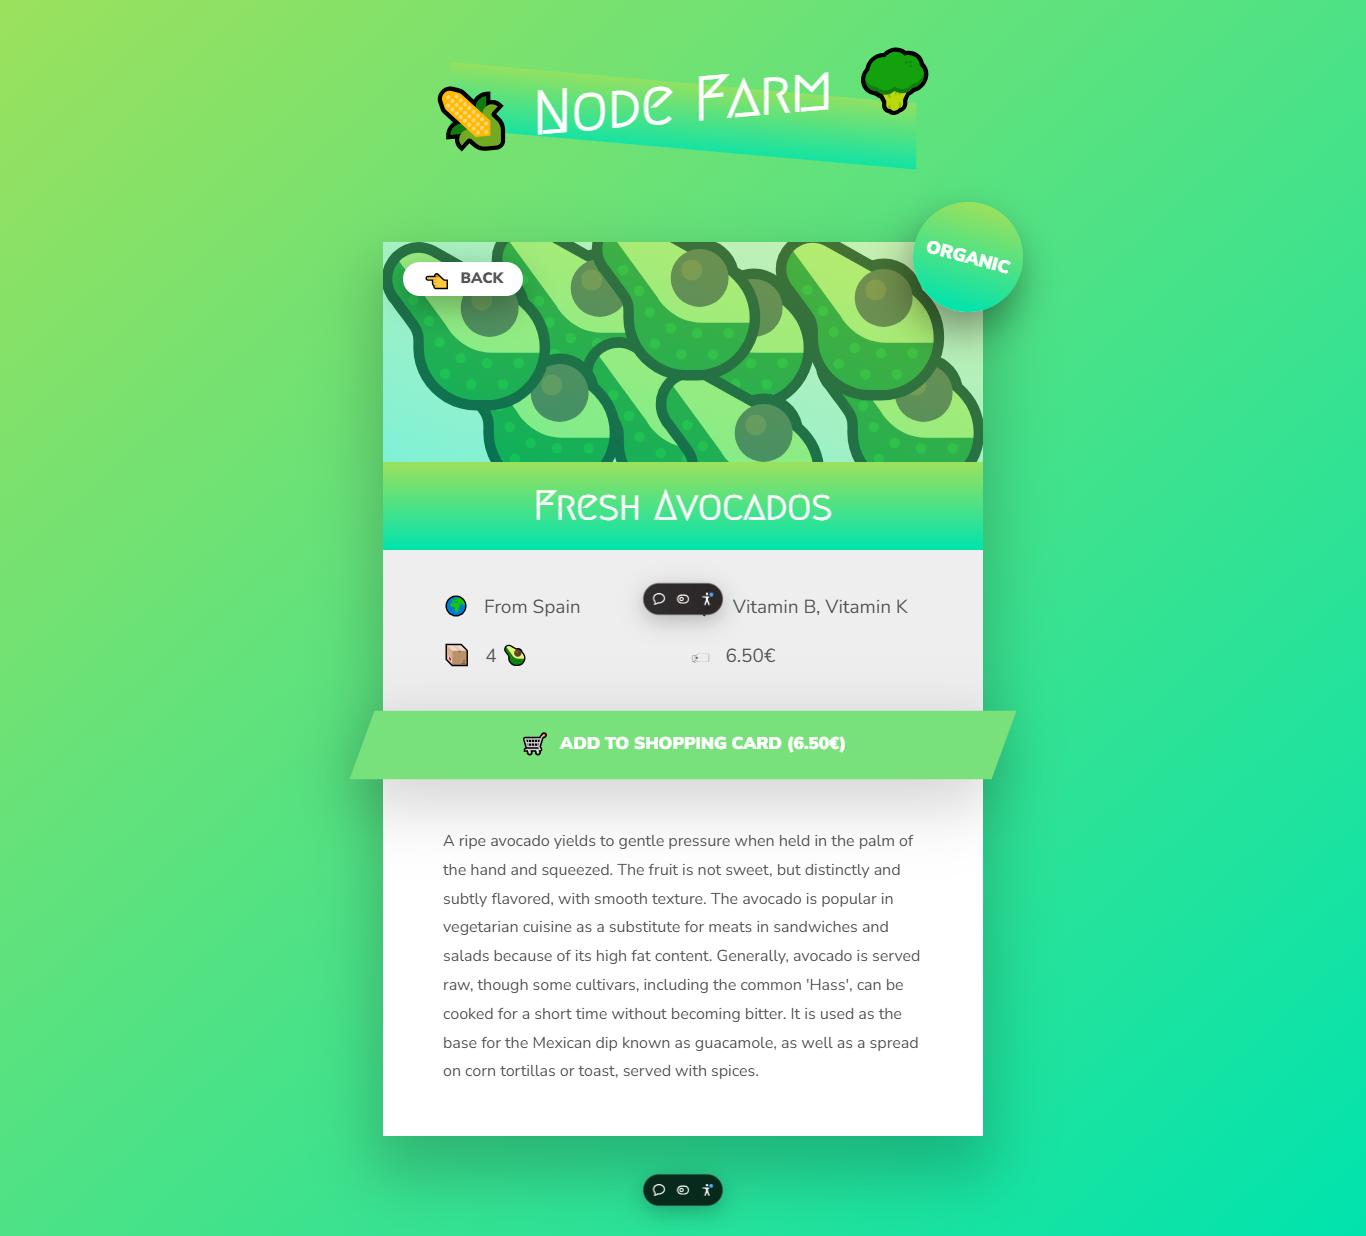 Node Farm
ORGANIC
BACK
Fresh Avocados
From Spain
Vitamin B, Vitamin K
4
6.50€
ADD TO SHOPPING CARD (6.50€)
A ripe avocado yields to gentle pressure when held in the palm of
the hand and squeezed. The fruit is not sweet, but distinctly and
subtly flavored, with smooth texture. The avocado is popular in
vegetarian cuisine as a substitute for meats in sandwiches and
salads because of its high fat content. Generally, avocado is served
raw, though some cultivars, including the common 'Hass', can be
cooked for a short time without becoming bitter. It is used as the
base for the Mexican dip known as guacamole, as well as a spread
on corn tortillas or toast, served with spices.